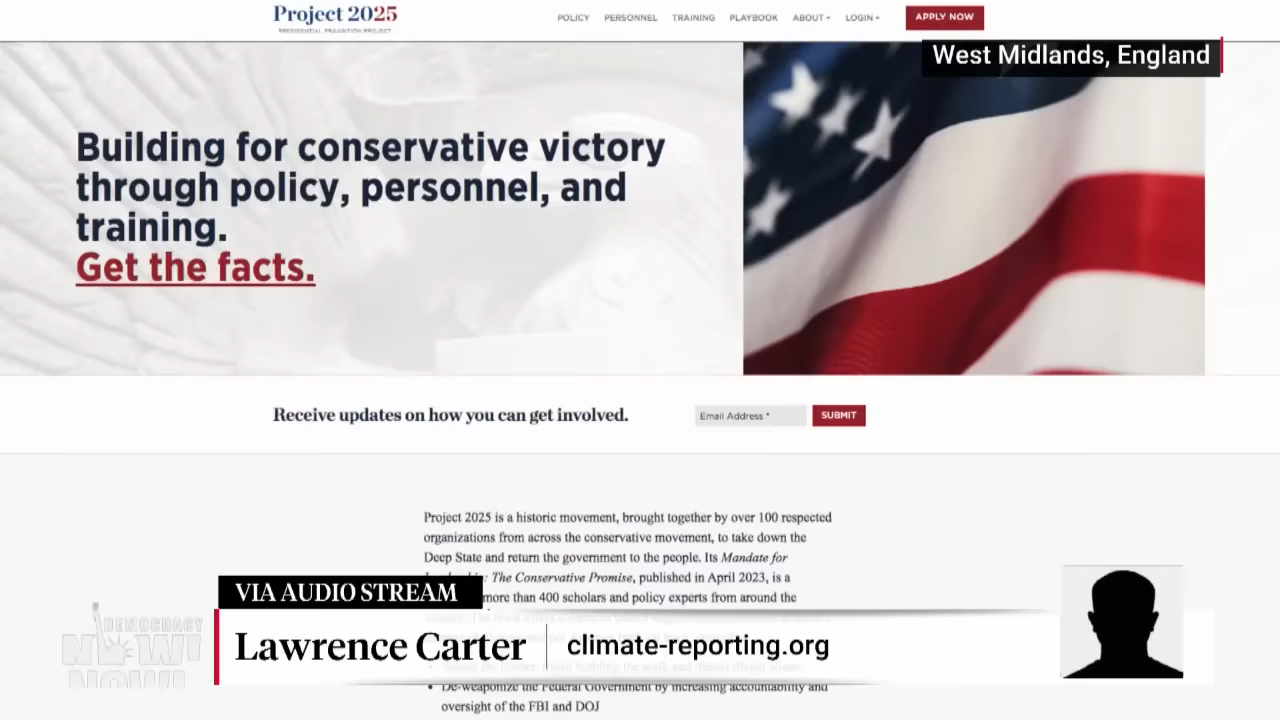 Project 2025
PRESIDENTIAL TRANSITION PROJECT
POLICY PERSONNEL TRAINING PLAYBOOK ABOUT LOGIN APPLY NOW
West Midlands, England
Building for conservative victory
through policy, personnel, and
training.
Get the facts.
Receive updates on how you can get involved.
Email Address *
SUBMIT
Project 2025 is a historic movement, brought together by over 100 respected
organizations from across the conservative movement, to take down the
Deep State and return the government to the people. Its Mandate for
: The Conservative Promise, published in April 2023, is a
more than 400 scholars and policy experts from around the
VIA AUDIO STREAM
Lawrence Carter
climate-reporting.org
DEMOCRACY
NOW!
• De-weaponize the Federal Government by increasing accountability and
oversight of the FBI and DOJ